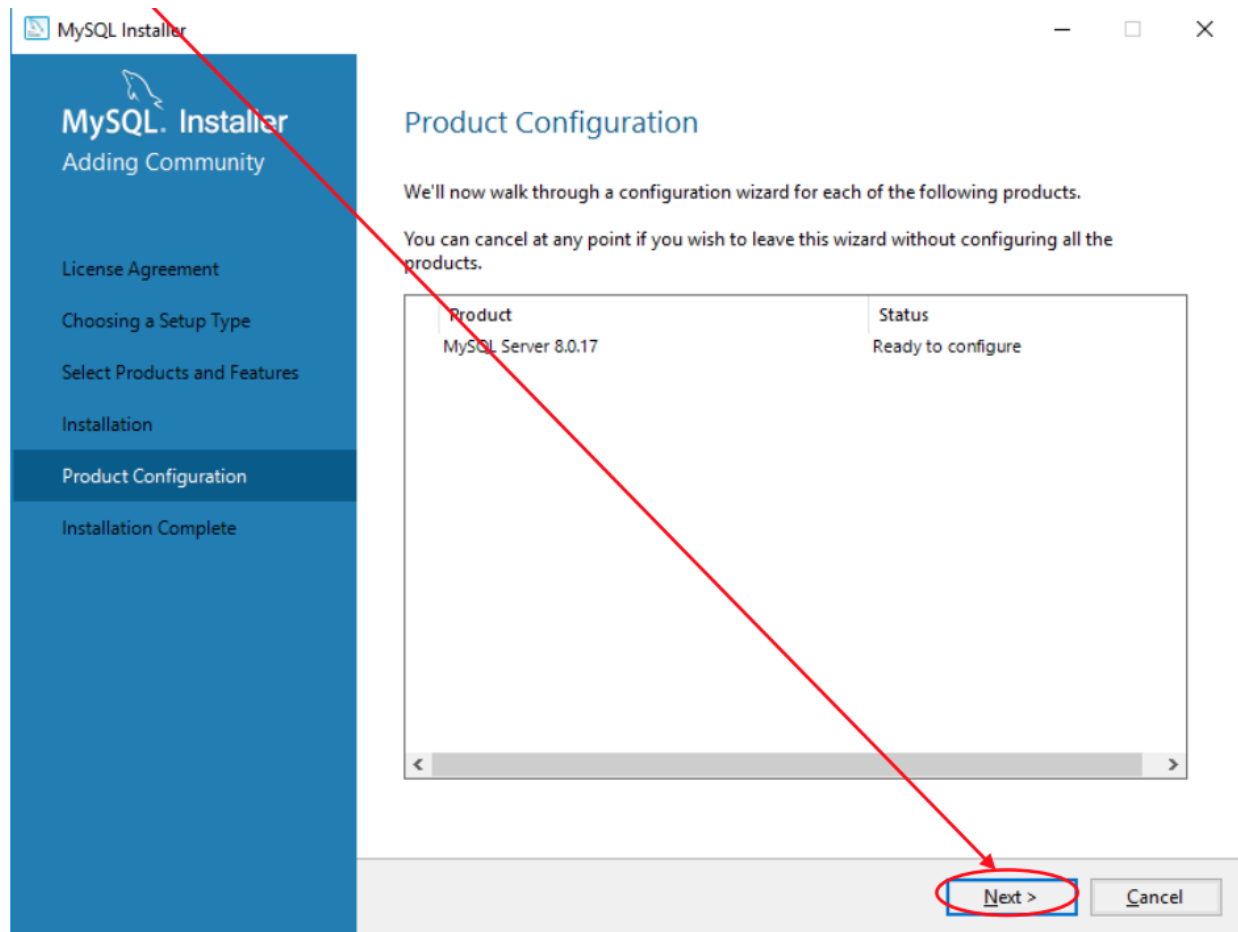 MySQL Installer
MySQL. Installer
Adding Community
License Agreement
Choosing a Setup Type
Select Products and Features
Installation
Product Configuration
Installation Complete
Product Configuration
We'll now walk through a configuration wizard for each of the following products.
You can cancel at any point if you wish to leave this wizard without configuring all the
products.
Product Status
MySQL Server 8.0.17 Ready to configure
Next > Cancel